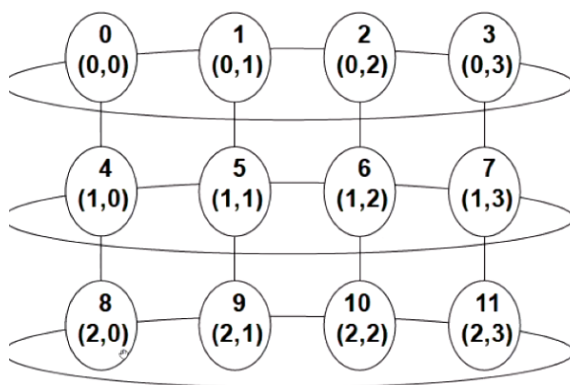 0 1 2 3
(0,0) (0,1) (0,2) (0,3)
4 5 6 7
(1,0) (1,1) (1,2) (1,3)
8 9 10 11
(2,0) (2,1) (2,2) (2,3)